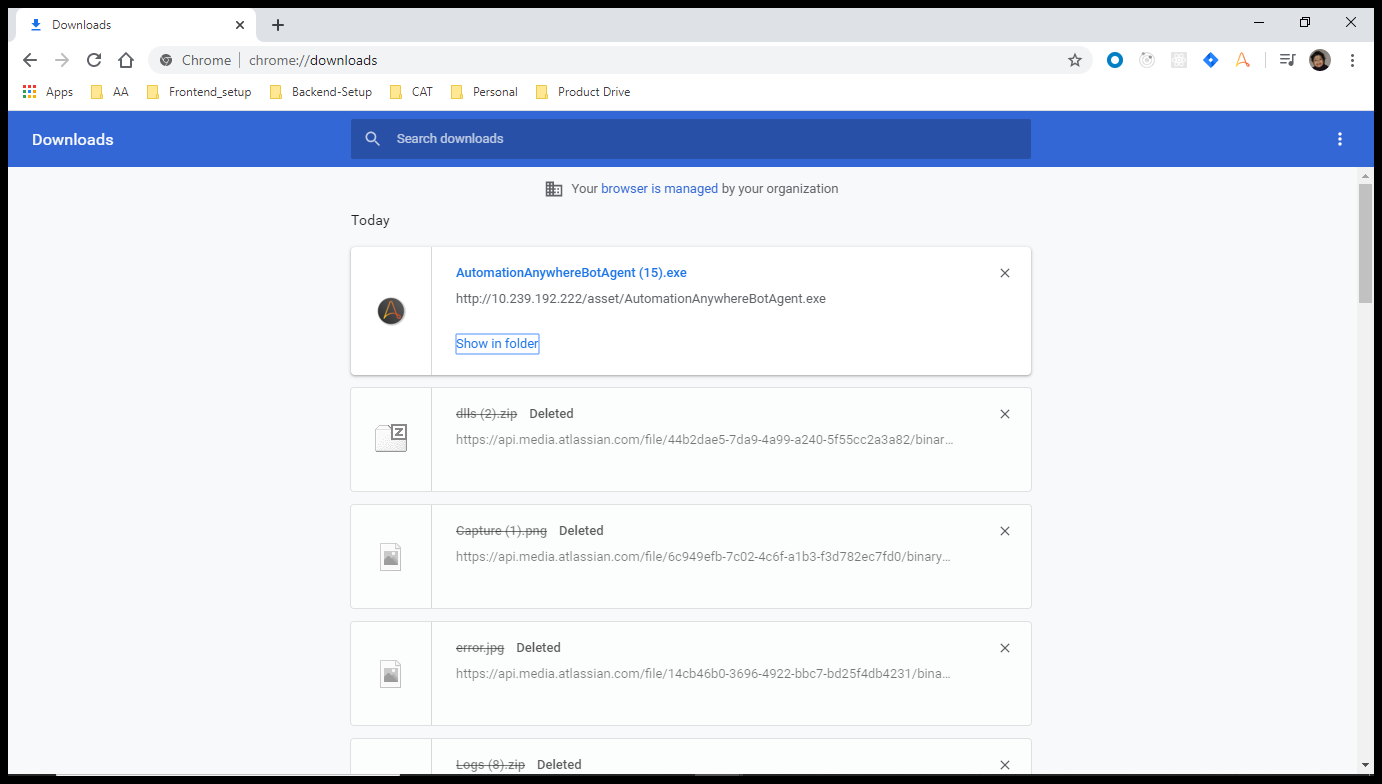 Downloads
Chrome chrome://downloads
Apps AA Frontend_setup Backend-Setup CAT Personal Product Drive
Downloads Search downloads
Your browser is managed by your organization
Today
AutomationAnywhereBotAgent (15).exe
http://10.239.192.222/asset/AutomationAnywhereBotAgent.exe
Show in folder
dlls (2).zip Deleted
https://api.media.atlassian.com/file/44b2dae5-7da9-4a99-a240-5f55cc2a3a82/binar…
Capture (1).png Deleted
https://api.media.atlassian.com/file/6c949efb-7c02-4c6f-a1b3-f3d782ec7fd0/binary…
error.jpg Deleted
https://api.media.atlassian.com/file/14cb46b0-3696-4922-bbc7-bd25f4db4231/bina…
Logs (8).zip Deleted